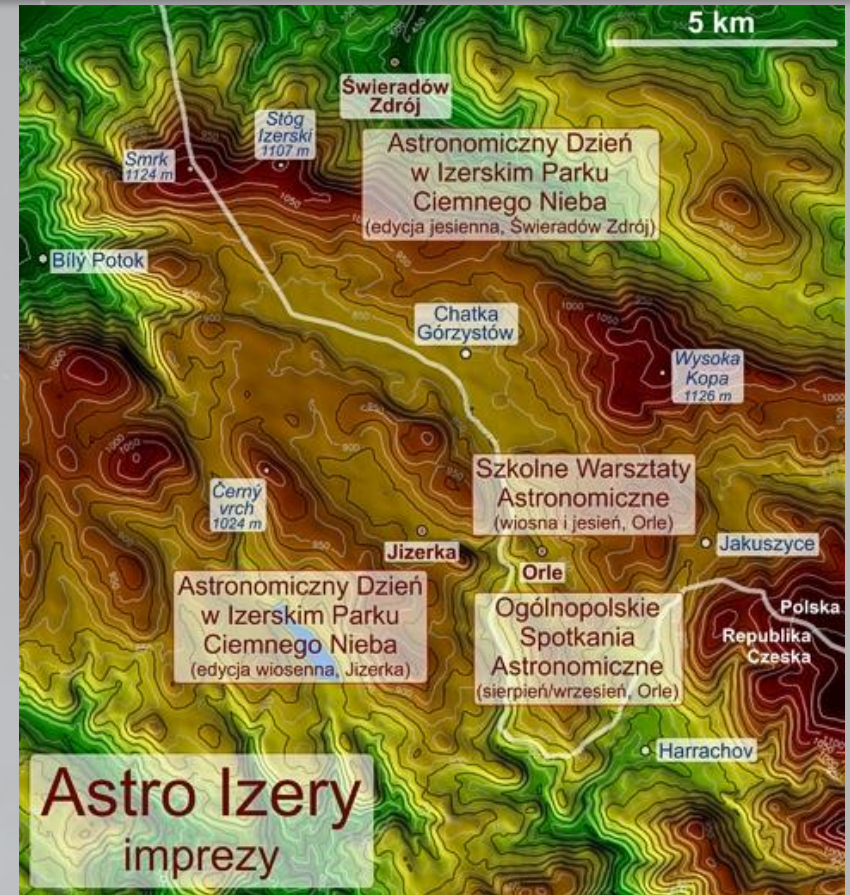 5 km
Świeradów
Zdrój
Stóg
Izerski
1107 m
Smrk
1124 m
Astronomiczny Dzień
w Izerskim Parku
Ciemnego Nieba
(edycja jesienna, Świeradów Zdrój)
Bílý Potok
Chatka
Górzystów
Wysoka
Kopa
1126 m
Szkolne Warsztaty
Astronomiczne
(wiosna i jesień, Orle)
Černý
vrch
1024 m
Jizerka
Orle
Jakuszyce
Astronomiczny Dzień
w Izerskim Parku
Ciemnego Nieba
(edycja wiosenna, Jizerka)
Ogólnopolskie
Spotkania
Astronomiczne
(sierpień/wrzesień, Orle)
Polska
Republika
Czeska
Harrachov
Astro Izery
imprezy